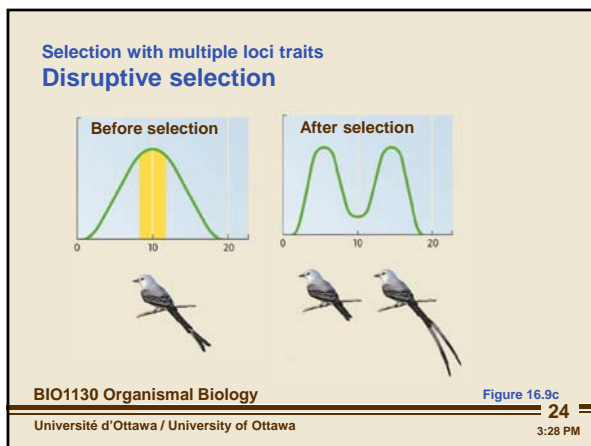 Selection with multiple loci traits
Disruptive selection
Before selection
After selection
0 10 20
0 10 20
BIO1130 Organismal Biology
Figure 16.9c
24
Université d'Ottawa / University of Ottawa
3:28 PM